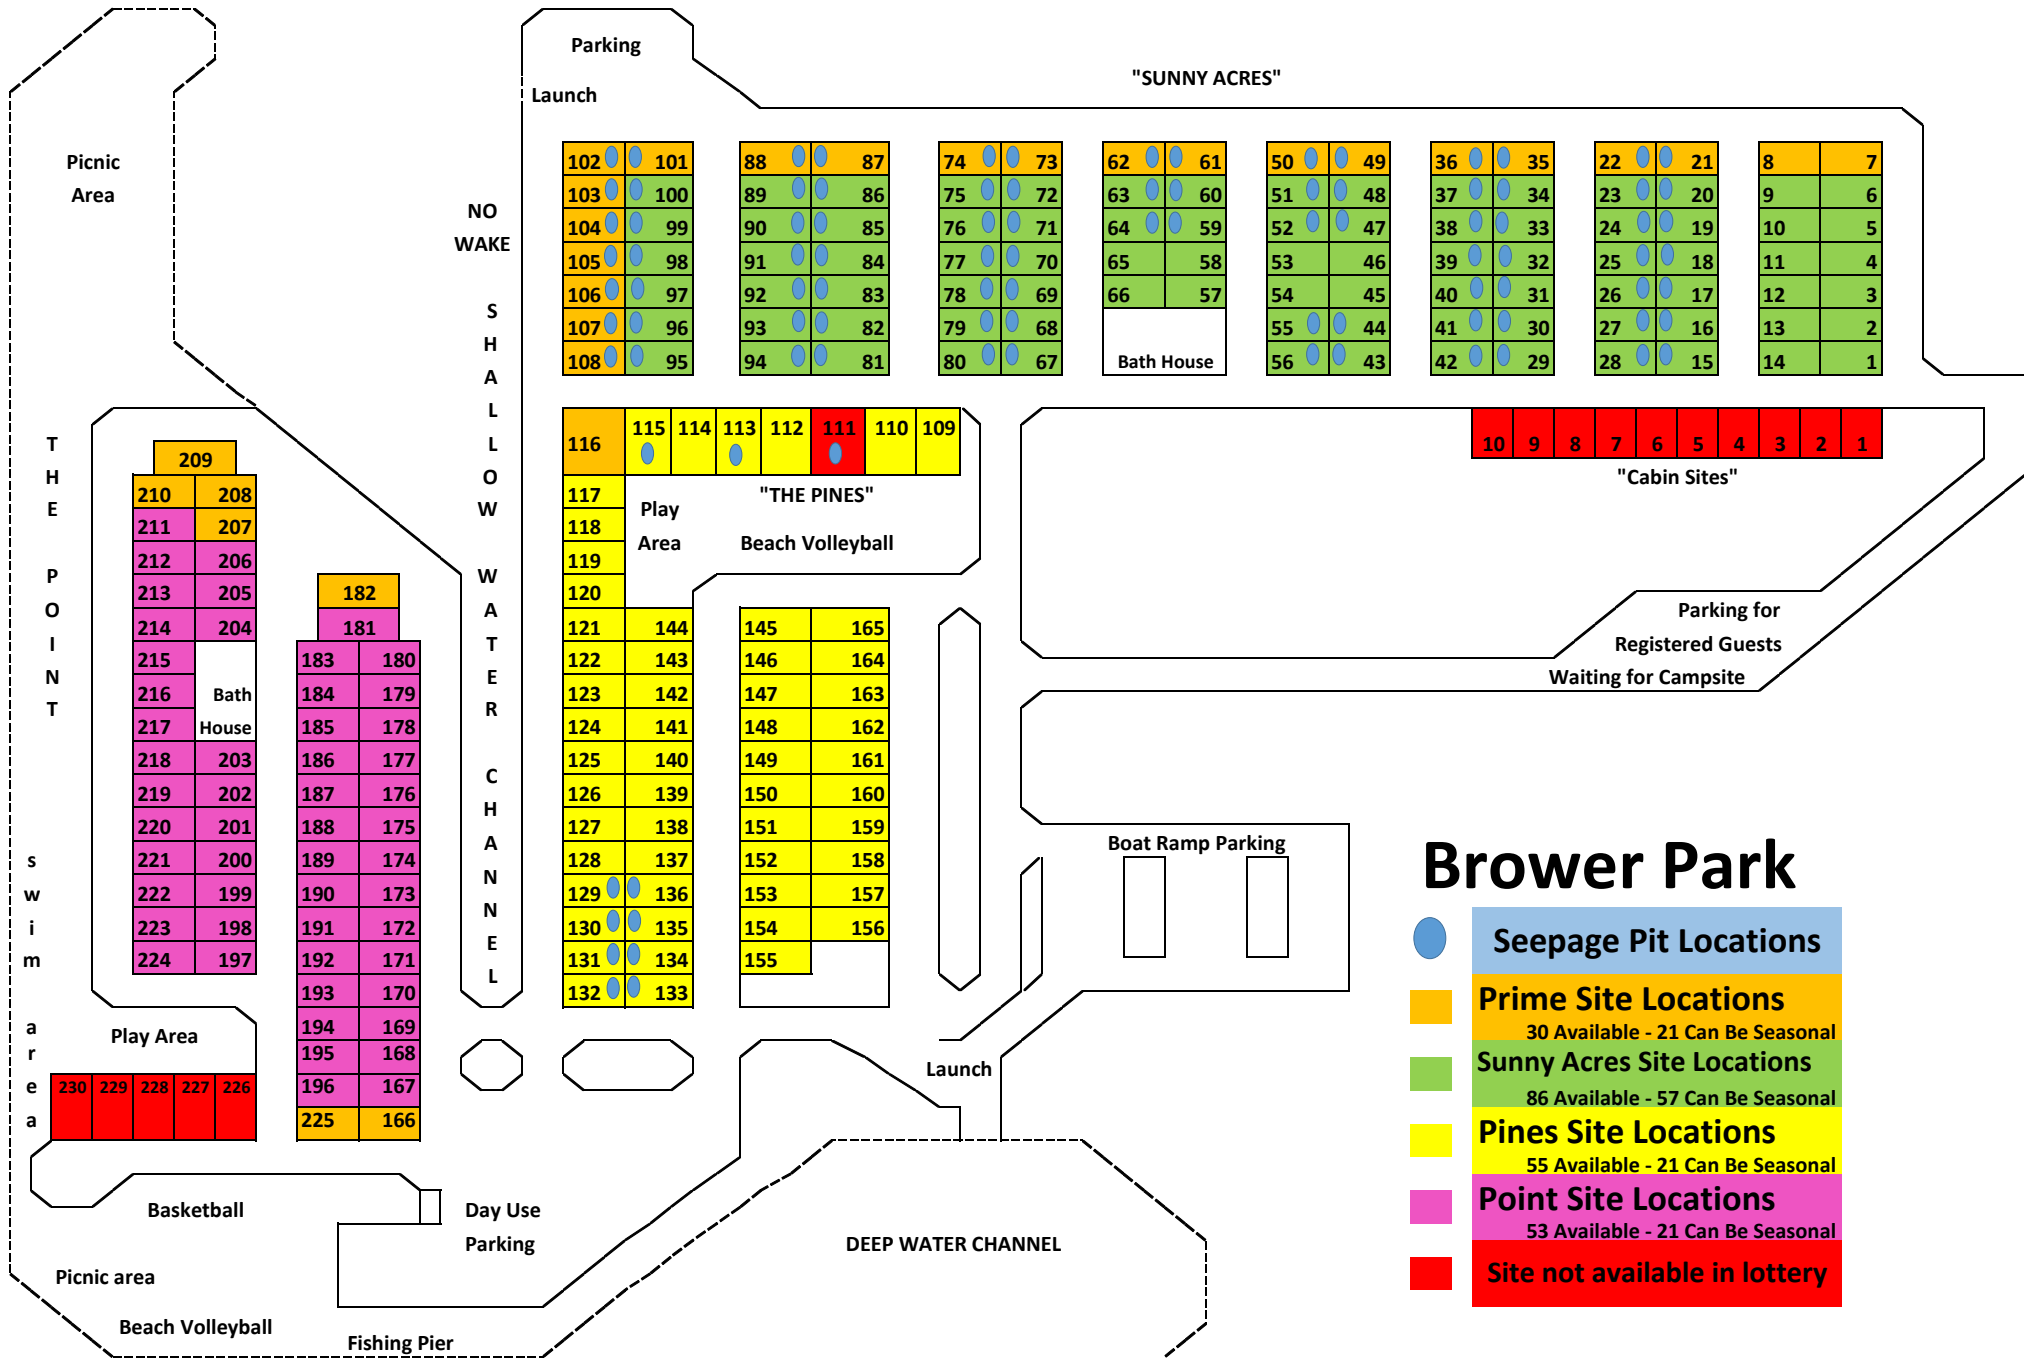 Parking
"SUNNY ACRES"
Launch
Picnic
Area
102 101 88 87 74 73 62 61 50 49 36 35 22 21 8 7
103 100 89 86 75 72 63 60 51 48 37 34 23 20 9 6
104 99 90 85 76 71 64 59 52 47 38 33 24 19 10 5
105 98 91 84 77 70 65 58 53 46 39 32 25 18 11 4
106 97 92 83 78 69 66 57 54 45 40 31 26 17 12 3
107 96 93 82 79 68 55 44 41 30 27 16 13 2
108 95 94 81 80 67 Bath House 56 43 42 29 28 15 14 1
NO
WAKE
SHALLOW
WATER
CHANNEL
THE
POINT
swim
area
116 115 114 113 112 111 110 109
10 9 8 7 6 5 4 3 2 1
"Cabin Sites"
"THE PINES"
Play
Area
Beach Volleyball
117
118
119
120
121 144 145 165
122 143 146 164
123 142 147 163
124 141 148 162
125 140 149 161
126 139 150 160
127 138 151 159
128 137 152 158
129 136 153 157
130 135 154 156
131 134 155
132 133
209
210 208
211 207
212 206
213 205
214 204
215
216 Bath
217 House
218 203
219 202
220 201
221 200
222 199
223 198
224 197
182
181
183 180
184 179
185 178
186 177
187 176
188 175
189 174
190 173
191 172
192 171
193 170
194 169
195 168
196 167
225 166
Play Area
230 229 228 227 226
Parking for
Registered Guests
Waiting for Campsite
Boat Ramp Parking
Launch
Basketball
Day Use
Parking
Picnic area
Beach Volleyball
Fishing Pier
DEEP WATER CHANNEL
Brower Park
Seepage Pit Locations
Prime Site Locations
30 Available - 21 Can Be Seasonal
Sunny Acres Site Locations
86 Available - 57 Can Be Seasonal
Pines Site Locations
55 Available - 21 Can Be Seasonal
Point Site Locations
53 Available - 21 Can Be Seasonal
Site not available in lottery